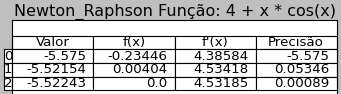 Newton_Raphson Função: 4 + x * cos(x)
Valor f(x) f'(x) Precisão
0 -5.575 -0.23446 4.38584 -5.575
1 -5.52154 0.00404 4.53418 0.05346
2 -5.52243 0.0 4.53185 0.00089